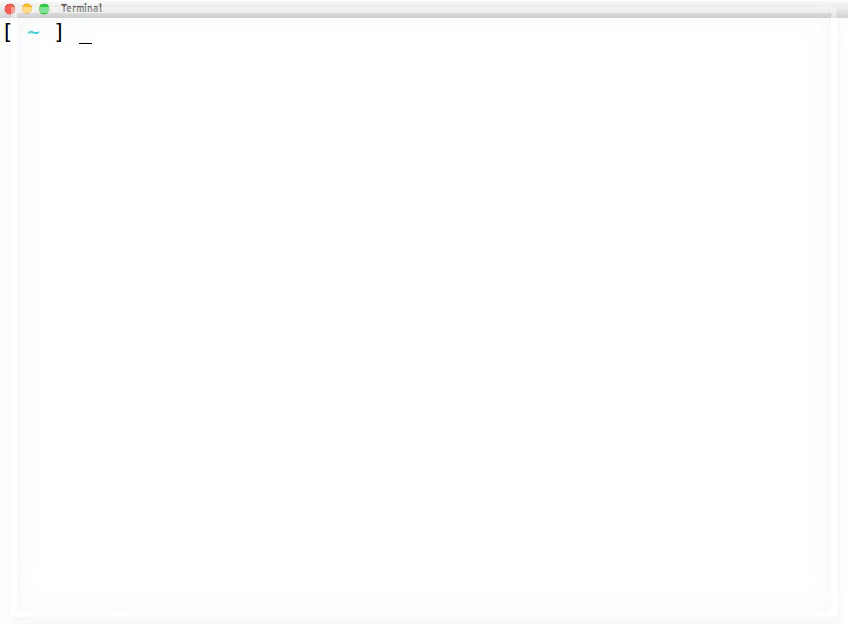 Terminal
[ ~ ] _